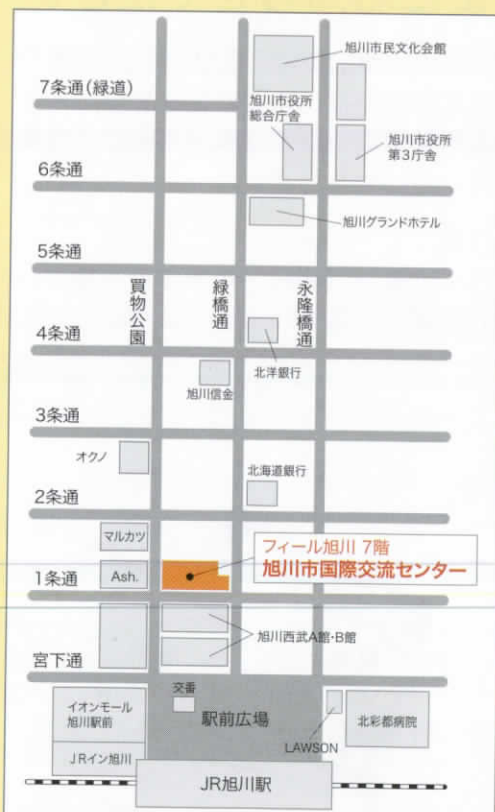 旭川市民文化会館
7条通(緑道)
旭川市役所
総合庁舎
旭川市役所
第3庁舎
6条通
旭川グランドホテル
5条通
買物公園
緑橋通
永隆橋通
4条通
北洋銀行
旭川信金
3条通
オクノ
北海道銀行
2条通
マルカツ
フィール旭川 7階
旭川市国際交流センター
1条通
Ash.
旭川西武A館・B館
宮下通
交番
イオンモール
旭川駅前
駅前広場
北彩都病院
LAWSON
JRイン旭川
JR旭川駅